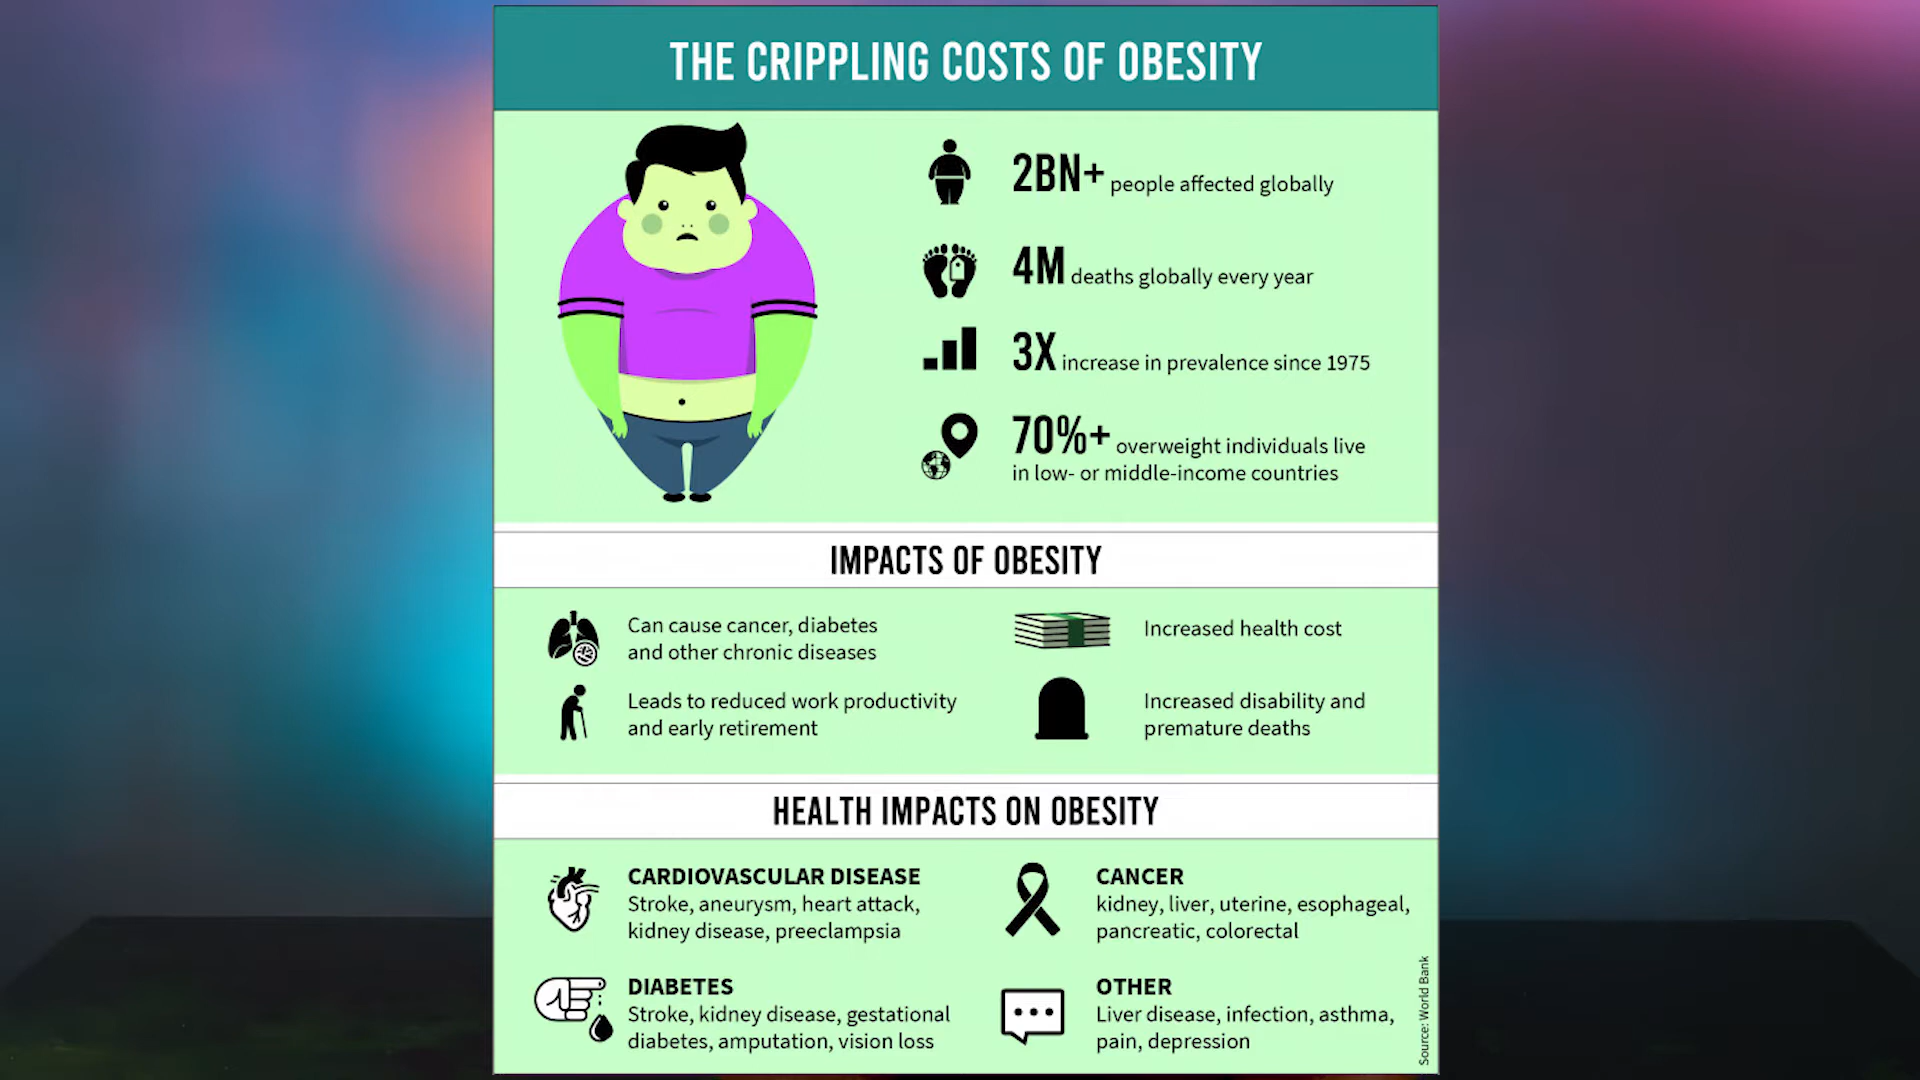 THE CRIPPLING COSTS OF OBESITY
2BN+ people affected globally
4M deaths globally every year
3X increase in prevalence since 1975
70%+ overweight individuals live
in low- or middle-income countries
IMPACTS OF OBESITY
Can cause cancer, diabetes
and other chronic diseases
Increased health cost
Leads to reduced work productivity
and early retirement
Increased disability and
premature deaths
HEALTH IMPACTS ON OBESITY
CARDIOVASCULAR DISEASE
Stroke, aneurysm, heart attack,
kidney disease, preeclampsia
CANCER
kidney, liver, uterine, esophageal,
pancreatic, colorectal
DIABETES
Stroke, kidney disease, gestational
diabetes, amputation, vision loss
OTHER
Liver disease, infection, asthma,
pain, depression
Source: World Bank